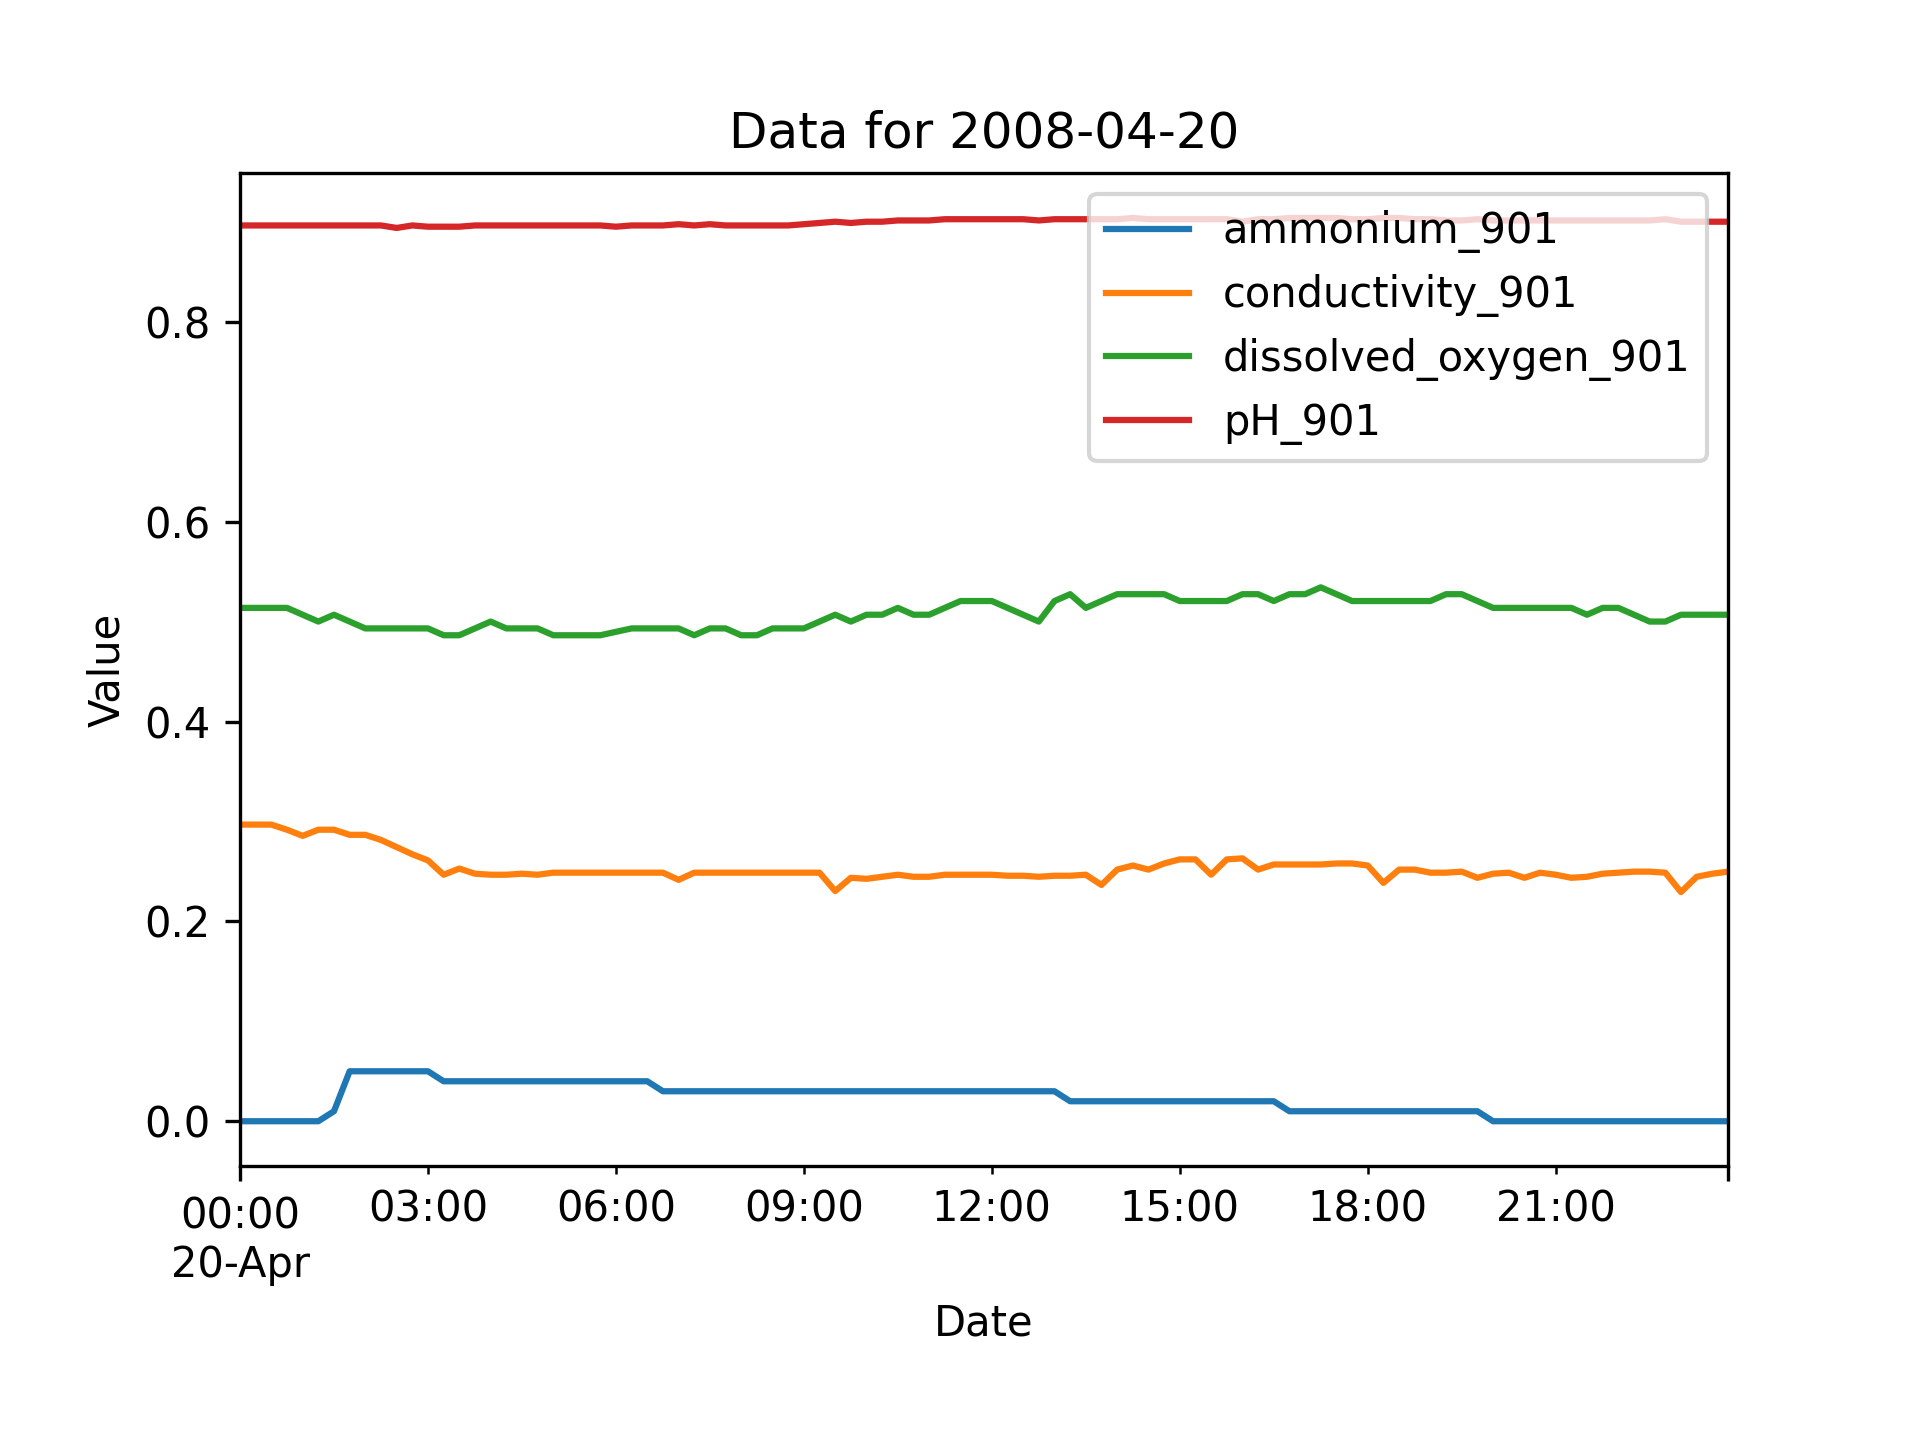 Data for 2008-04-20
ammonium_901
conductivity_901
dissolved_oxygen_901
pH_901
Value
0.8
0.6
0.4
0.2
0.0
00:00 03:00 06:00 09:00 12:00 15:00 18:00 21:00
20-Apr
Date